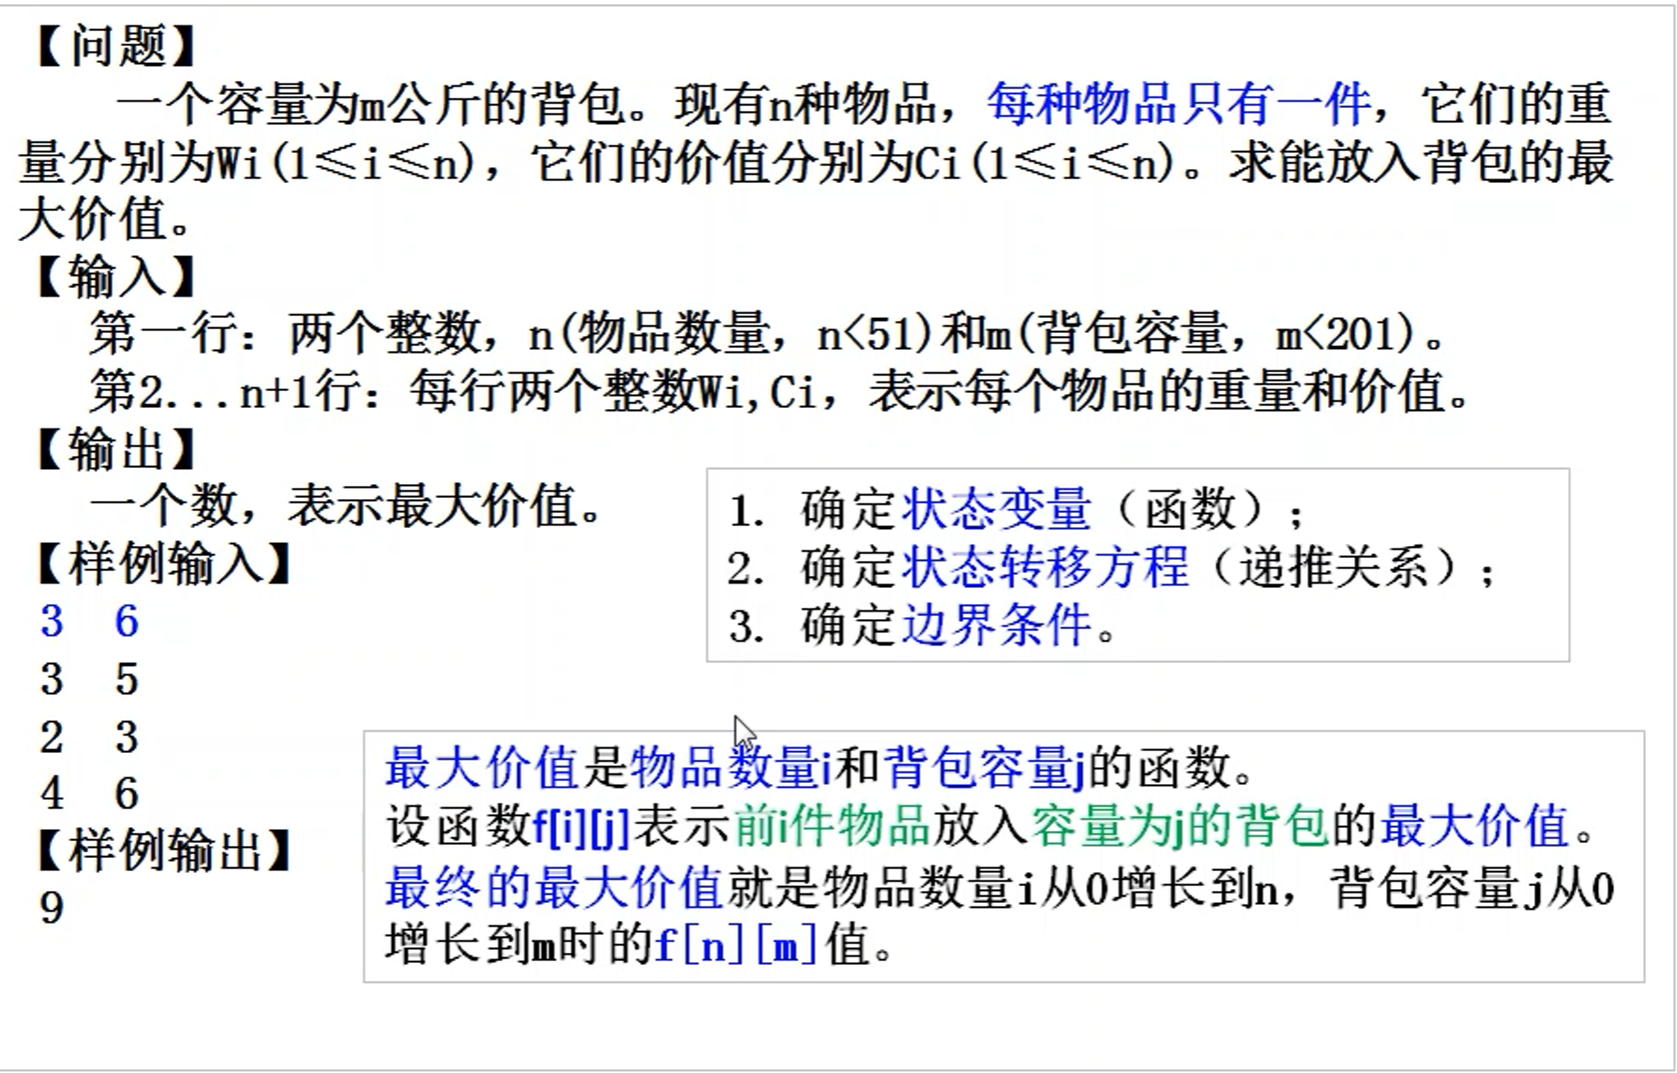 【问题】
一个容量为m公斤的背包。现有n种物品，每种物品只有一件，它们的重
量分别为Wi(1≤i≤n)，它们的价值分别为Ci(1≤i≤n)。求能放入背包的最
大价值。
【输入】
第一行：两个整数，n(物品数量，n<51)和m(背包容量，m<201)。
第2...n+1行：每行两个整数Wi,Ci，表示每个物品的重量和价值。
【输出】
一个数，表示最大价值。
【样例输入】
3 6
3 5
2 3
4 6
【样例输出】
9
1. 确定状态变量（函数）；
2. 确定状态转移方程（递推关系）；
3. 确定边界条件。
最大价值是物品数量i和背包容量j的函数。
设函数f[i][j]表示前i件物品放入容量为j的背包的最大价值。
最终的最大价值就是物品数量i从0增长到n，背包容量j从0
增长到m时的f[n][m]值。